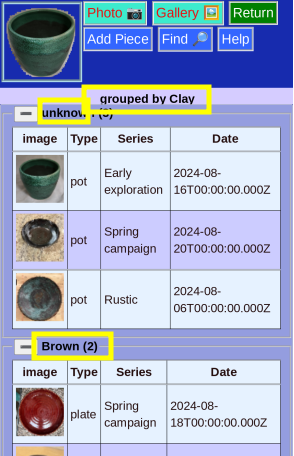 Photo 📷 Gallery 🖼 Return
Add Piece Find 🔎 Help
grouped by Clay
unknown (3)
image Type Series Date
pot Early exploration 2024-08-16T00:00:00.000Z
pot Spring campaign 2024-08-20T00:00:00.000Z
pot Rustic 2024-08-06T00:00:00.000Z
Brown (2)
image Type Series Date
plate Spring campaign 2024-08-18T00:00:00.000Z